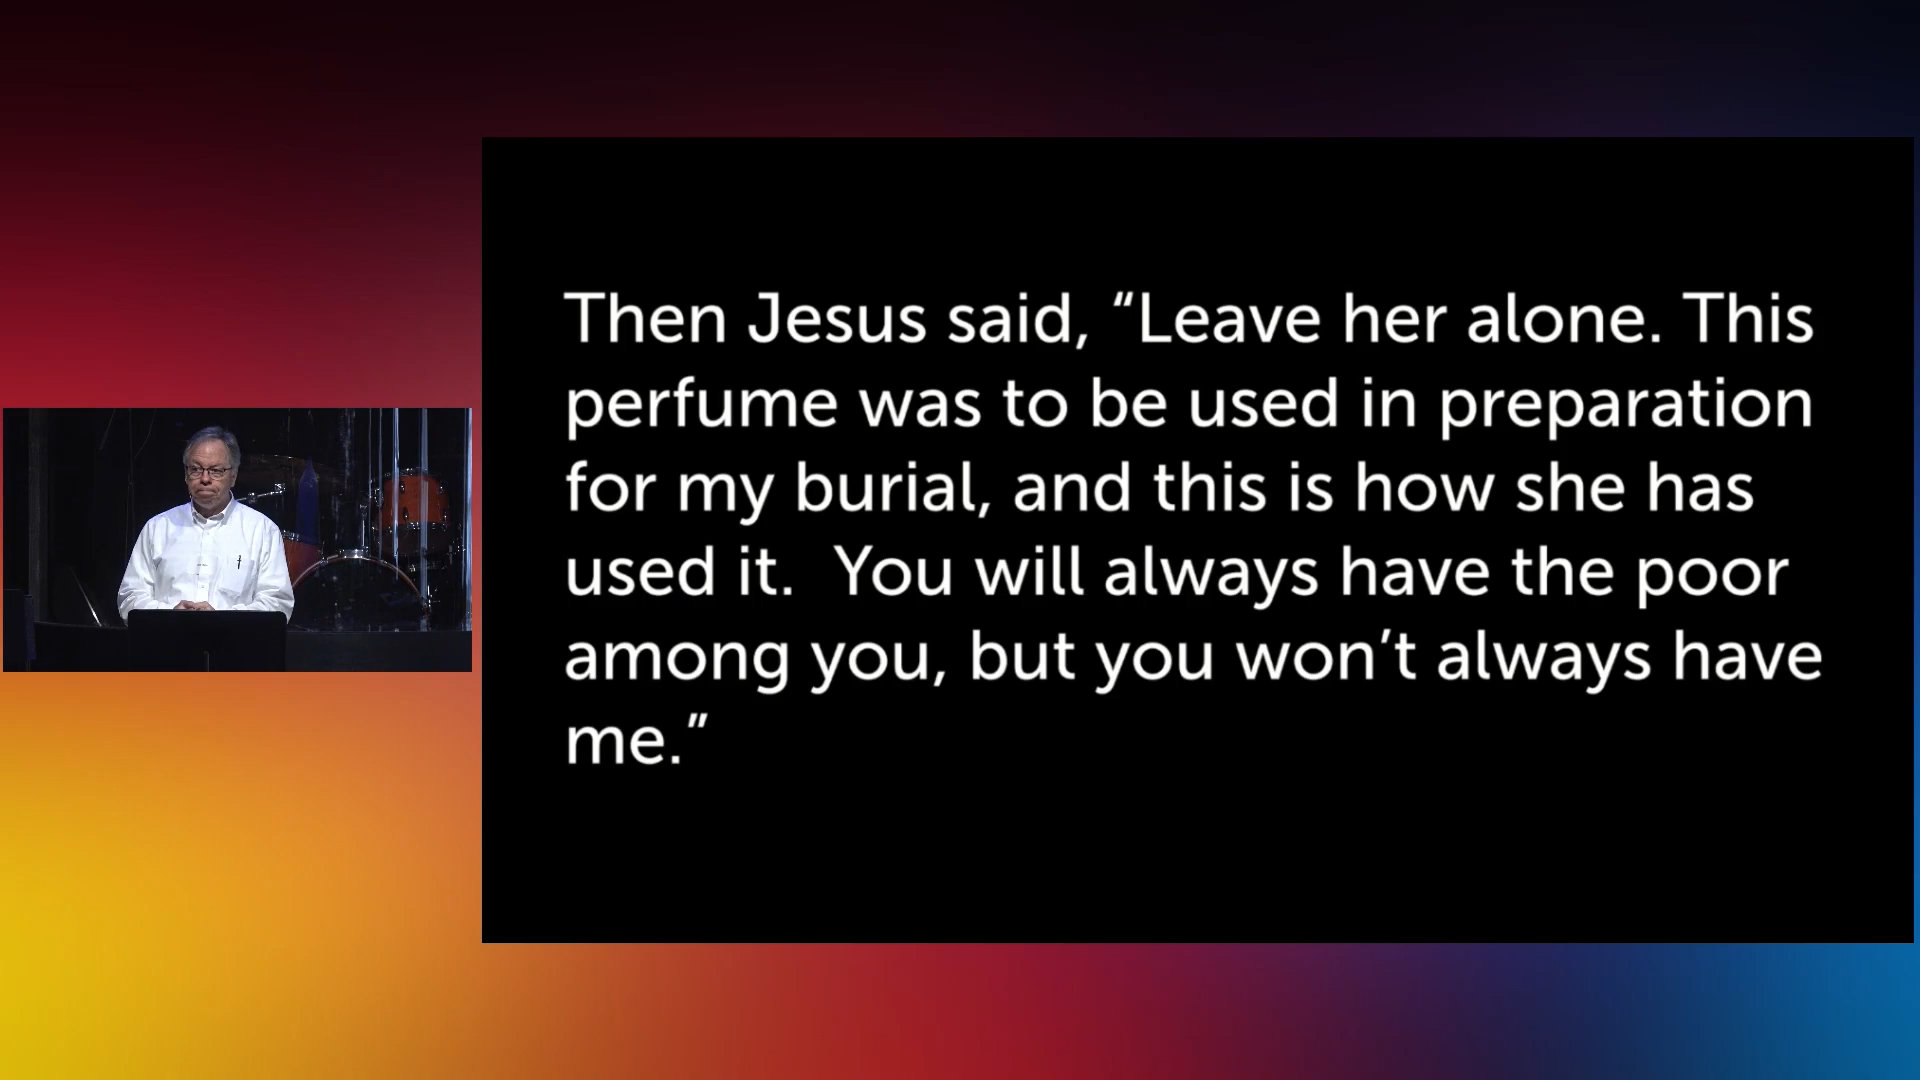 Then Jesus said, “Leave her alone. This
perfume was to be used in preparation
for my burial, and this is how she has
used it.  You will always have the poor
among you, but you won’t always have
me.”